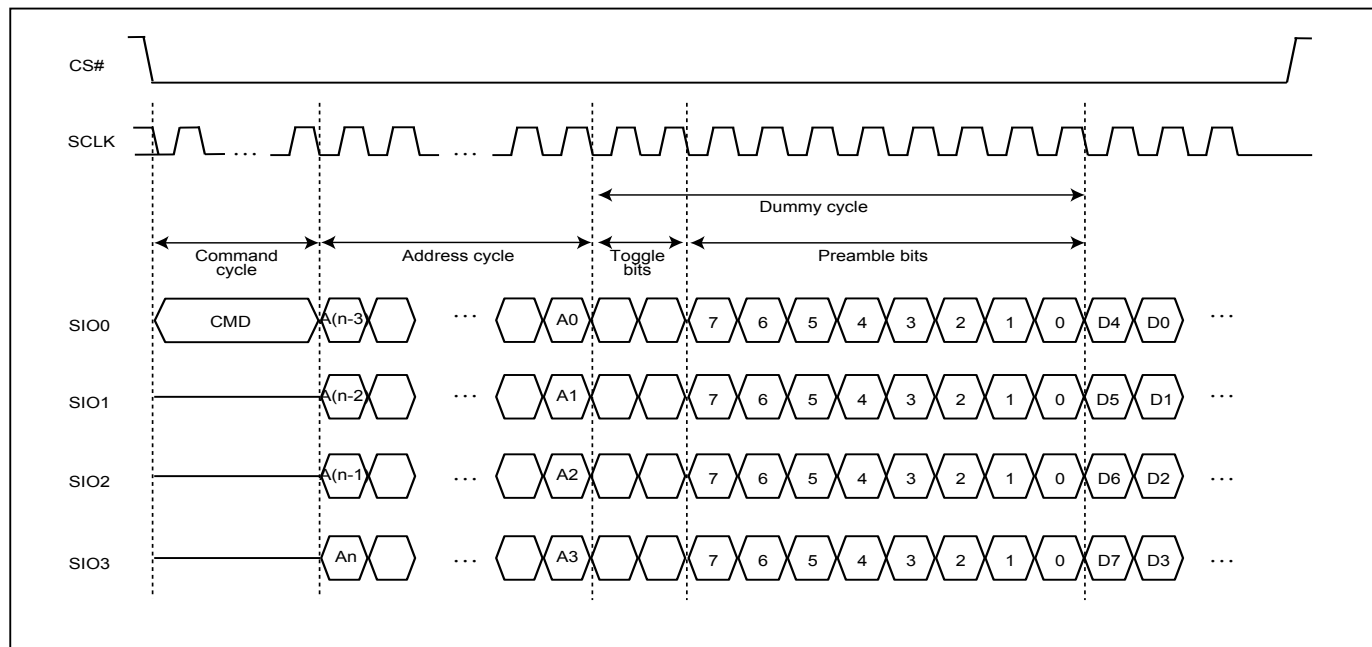 CS#
SCLK
...
...
Dummy cycle
Command cycle
Address cycle
Toggle bits
Preamble bits
SIO0 CMD A(n-3) ... A0 7 6 5 4 3 2 1 0 D4 D0 ...
SIO1 A(n-2 ... A1 7 6 5 4 3 2 1 0 D5 D1 ...
SIO2 A(n-1 ... A2 7 6 5 4 3 2 1 0 D6 D2 ...
SIO3 An ... A3 7 6 5 4 3 2 1 0 D7 D3 ...